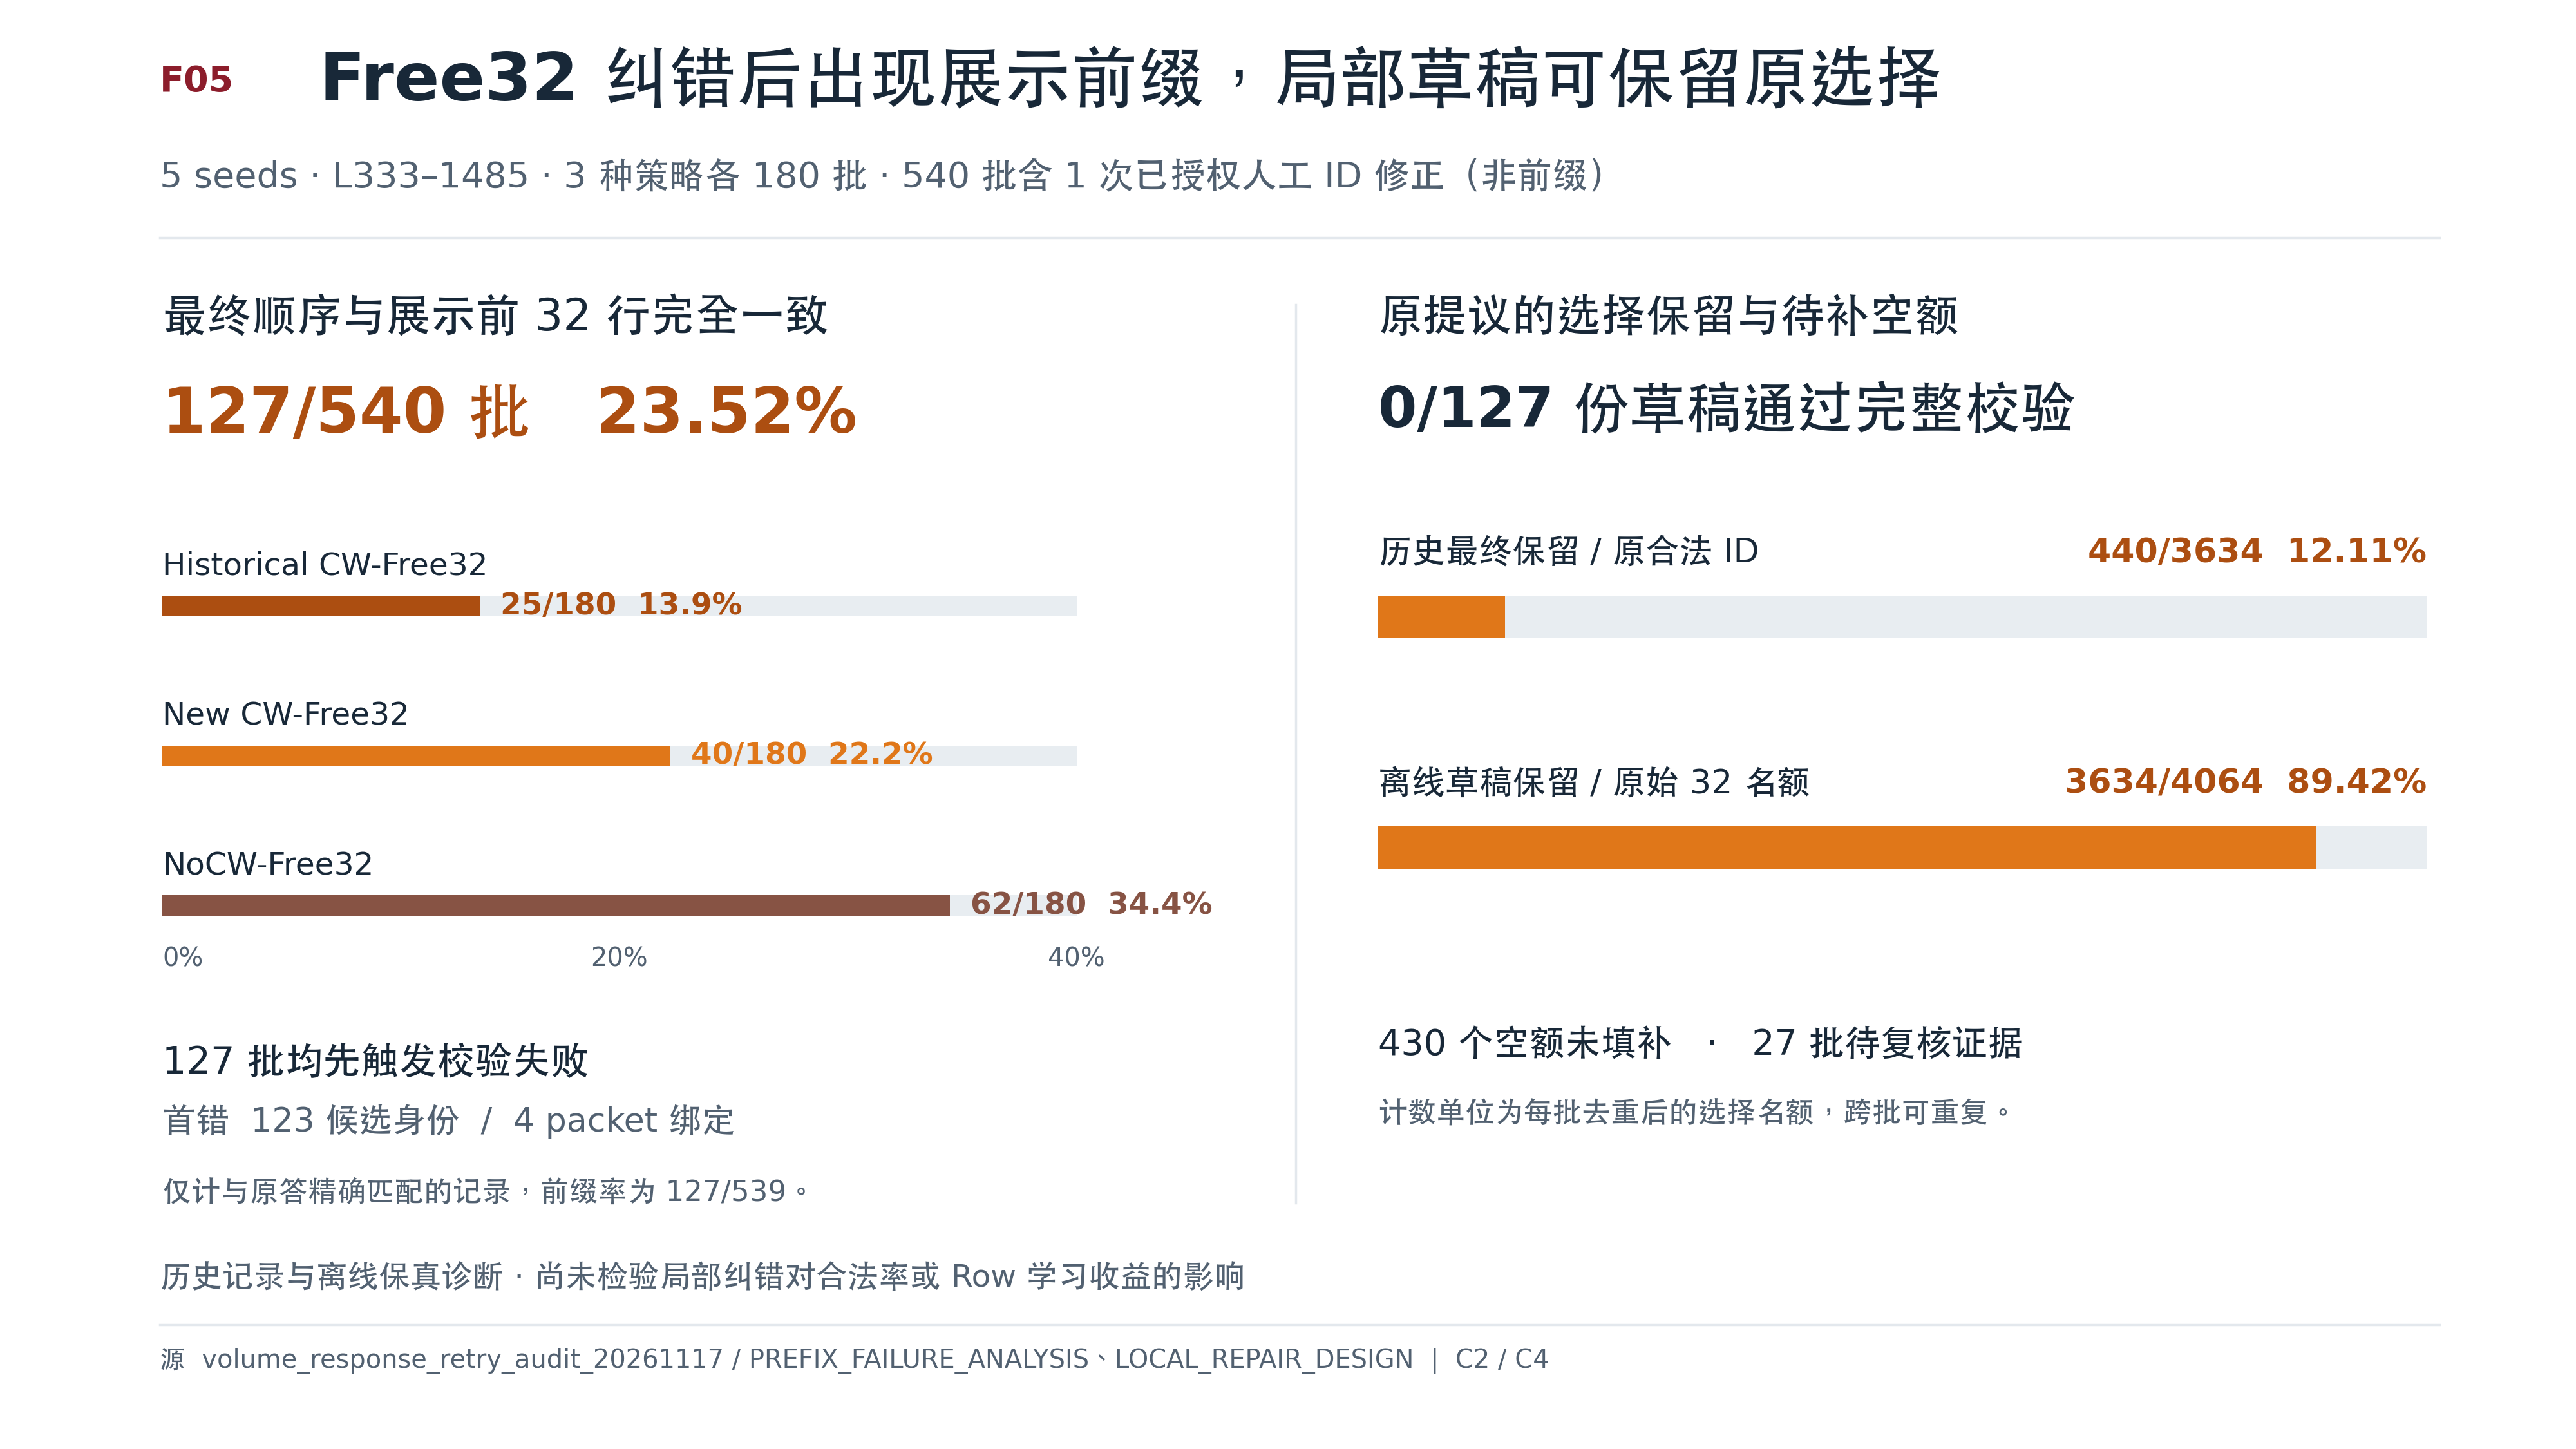 F05 Free32 纠错后出现展示前缀，局部草稿可保留原选择
5 seeds · L333–1485 · 3 种策略各 180 批 · 540 批含 1 次已授权人工 ID 修正（非前缀）
最终顺序与展示前 32 行完全一致
127/540 批 23.52%
Historical CW-Free32
25/180 13.9%
New CW-Free32
40/180 22.2%
NoCW-Free32
62/180 34.4%
0% 20% 40%
127 批均先触发校验失败
首错 123 候选身份 / 4 packet 绑定
仅计与原答精确匹配的记录，前缀率为 127/539。
原提议的选择保留与待补空额
0/127 份草稿通过完整校验
历史最终保留 / 原合法 ID 440/3634 12.11%
离线草稿保留 / 原始 32 名额 3634/4064 89.42%
430 个空额未填补 · 27 批待复核证据
计数单位为每批去重后的选择名额，跨批可重复。
历史记录与离线保真诊断 · 尚未检验局部纠错对合法率或 Row 学习收益的影响
源 volume_response_retry_audit_20261117 / PREFIX_FAILURE_ANALYSIS、LOCAL_REPAIR_DESIGN | C2 / C4